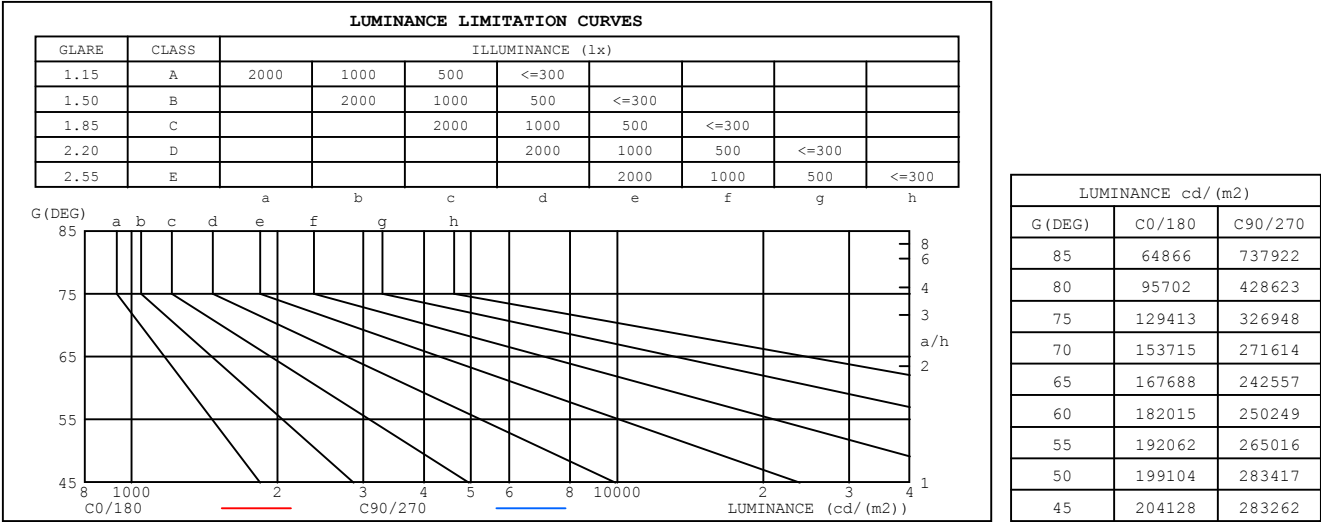 LUMINANCE LIMITATION CURVES
GLARE CLASS ILLUMINANCE (lx)
1.15 A 2000 1000 500 <=300
1.50 B 2000 1000 500 <=300
1.85 C 2000 1000 500 <=300
2.20 D 2000 1000 500 <=300
2.55 E 2000 1000 500 <=300
a b c d e f g h
G(DEG)
a b c d e f g h
85
75
65
55
45
8
6
4
3
a/h
2
1
8 1000 2 3 4 5 6 8 10000 2 3 4
C0/180 C90/270 LUMINANCE (cd/(m2))
LUMINANCE cd/(m2)
G(DEG) C0/180 C90/270
85 64866 737922
80 95702 428623
75 129413 326948
70 153715 271614
65 167688 242557
60 182015 250249
55 192062 265016
50 199104 283417
45 204128 283262